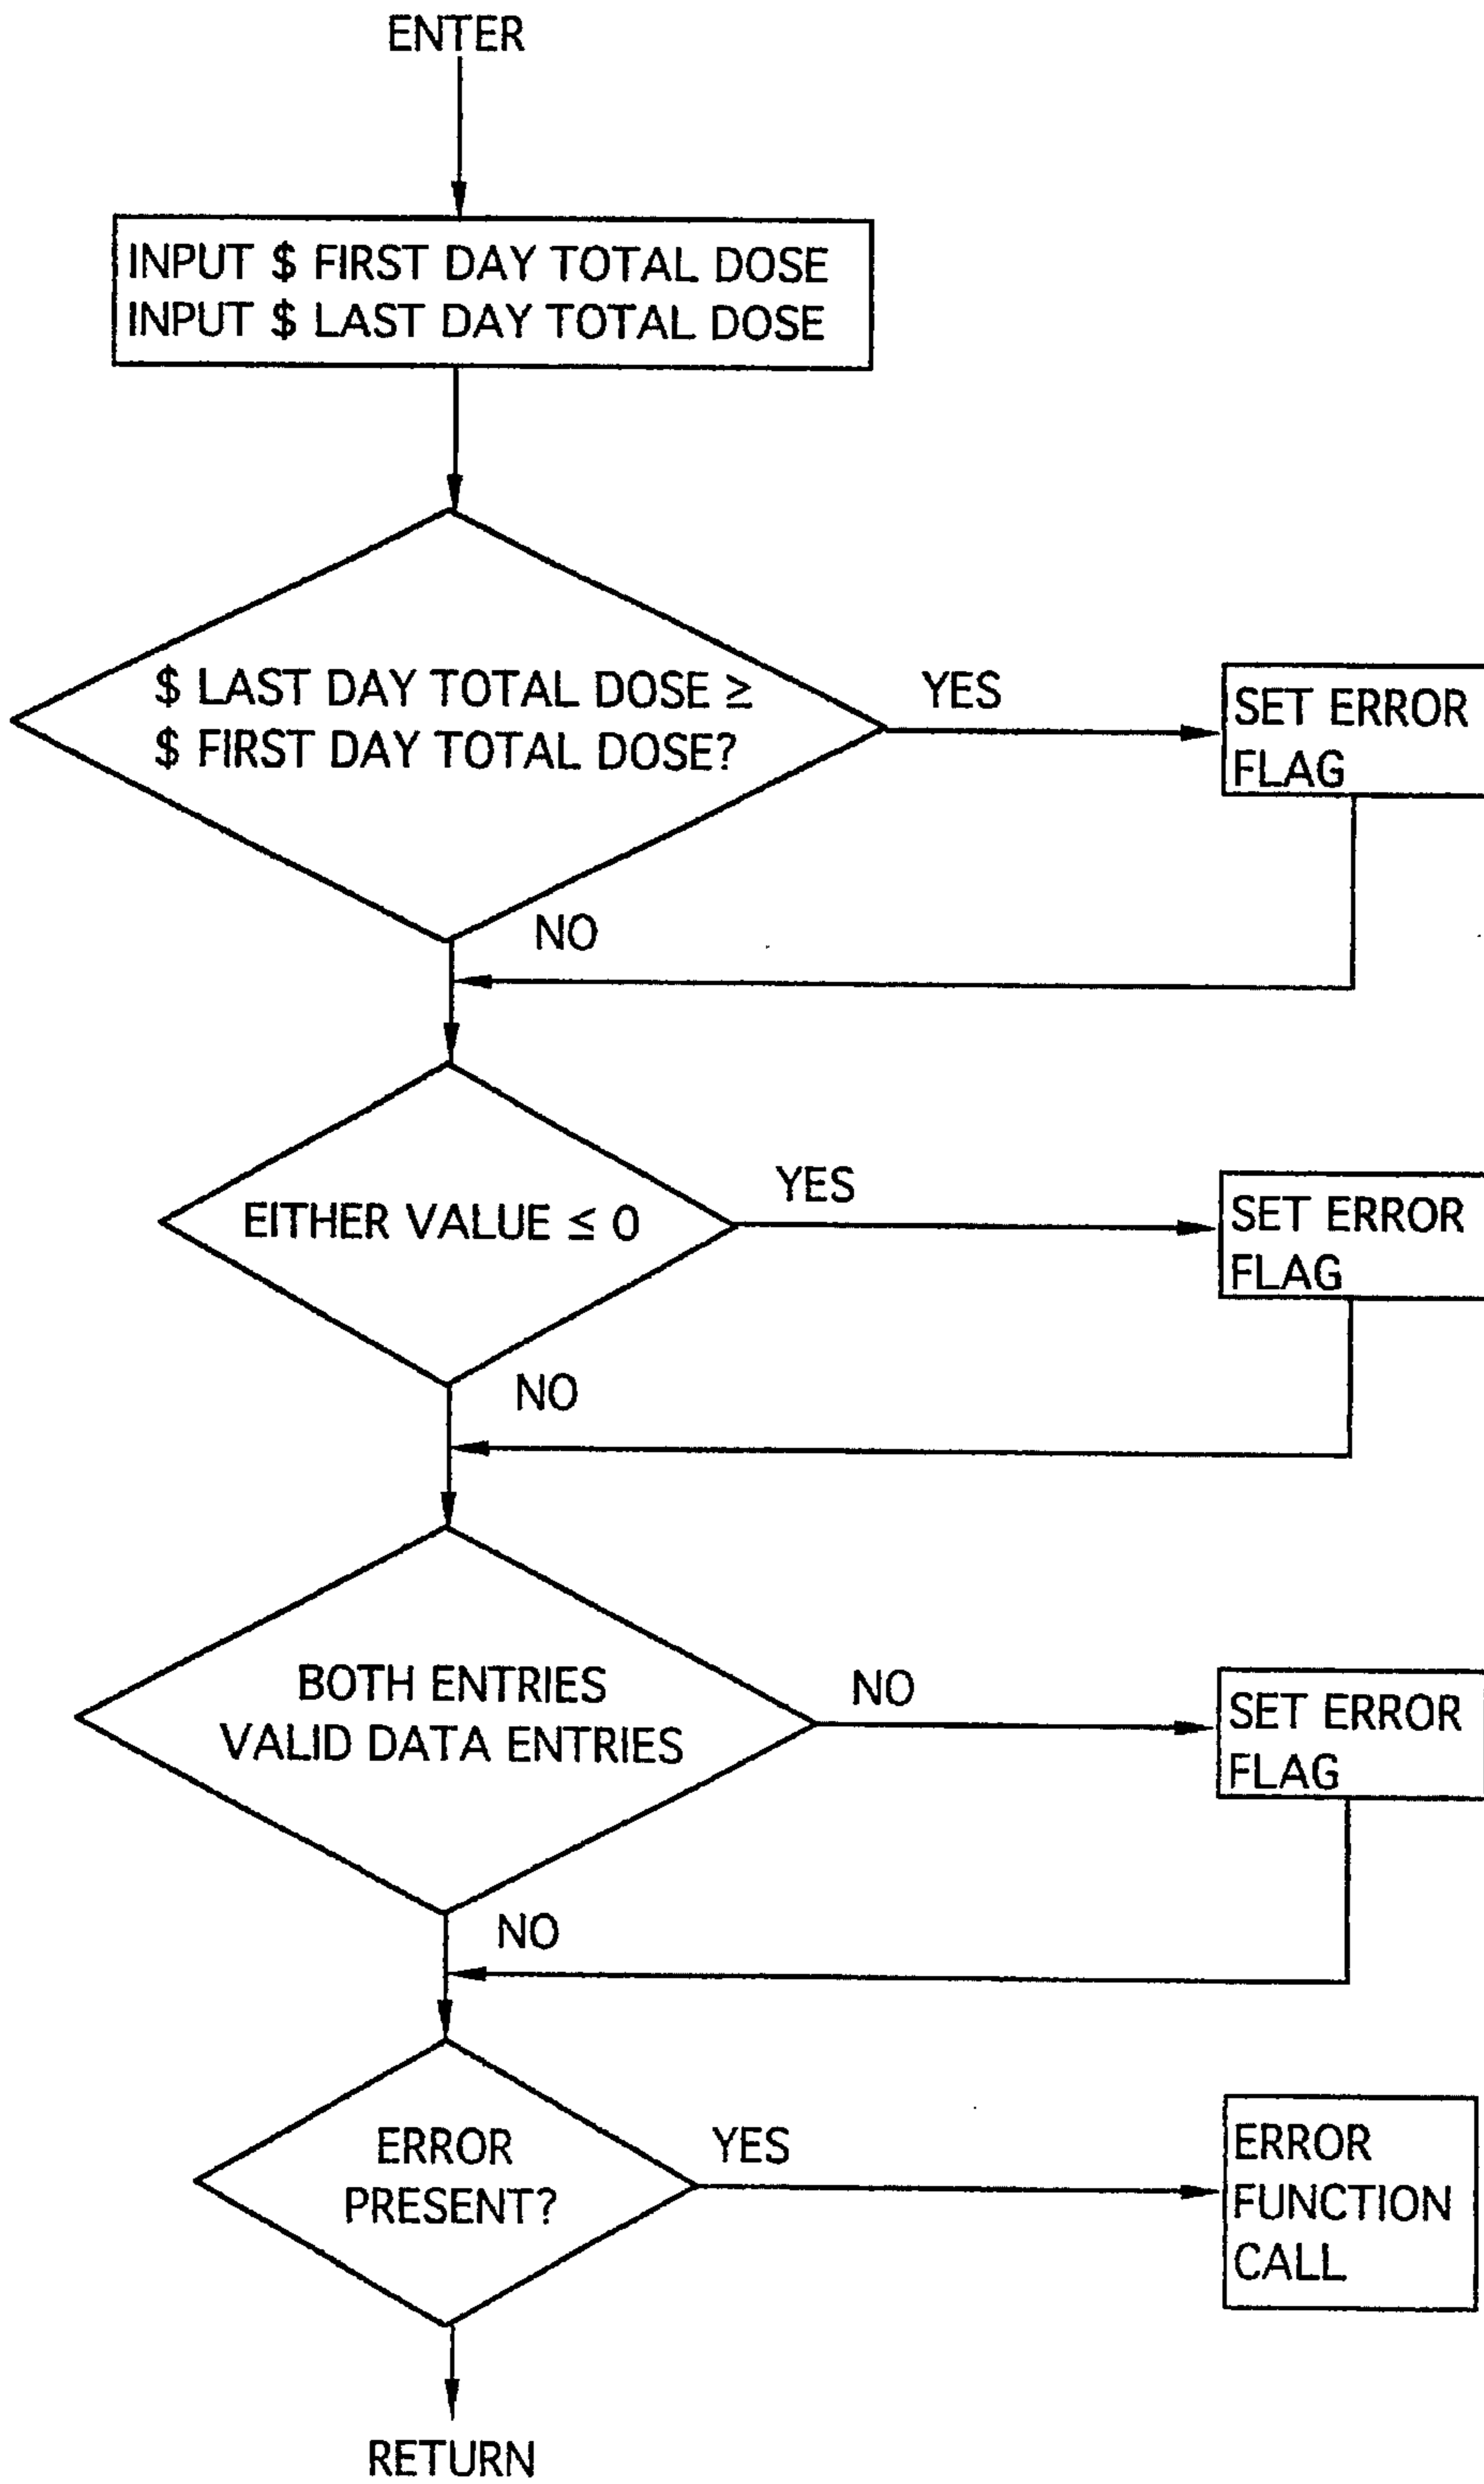 ENTER
INPUT $ FIRST DAY TOTAL DOSE
INPUT $ LAST DAY TOTAL DOSE
$ LAST DAY TOTAL DOSE ≥
$ FIRST DAY TOTAL DOSE?
YES
SET ERROR
FLAG
NO
EITHER VALUE ≤ 0
YES
SET ERROR
FLAG
NO
BOTH ENTRIES
VALID DATA ENTRIES
NO
SET ERROR
FLAG
NO
ERROR
PRESENT?
YES
ERROR
FUNCTION
CALL
RETURN